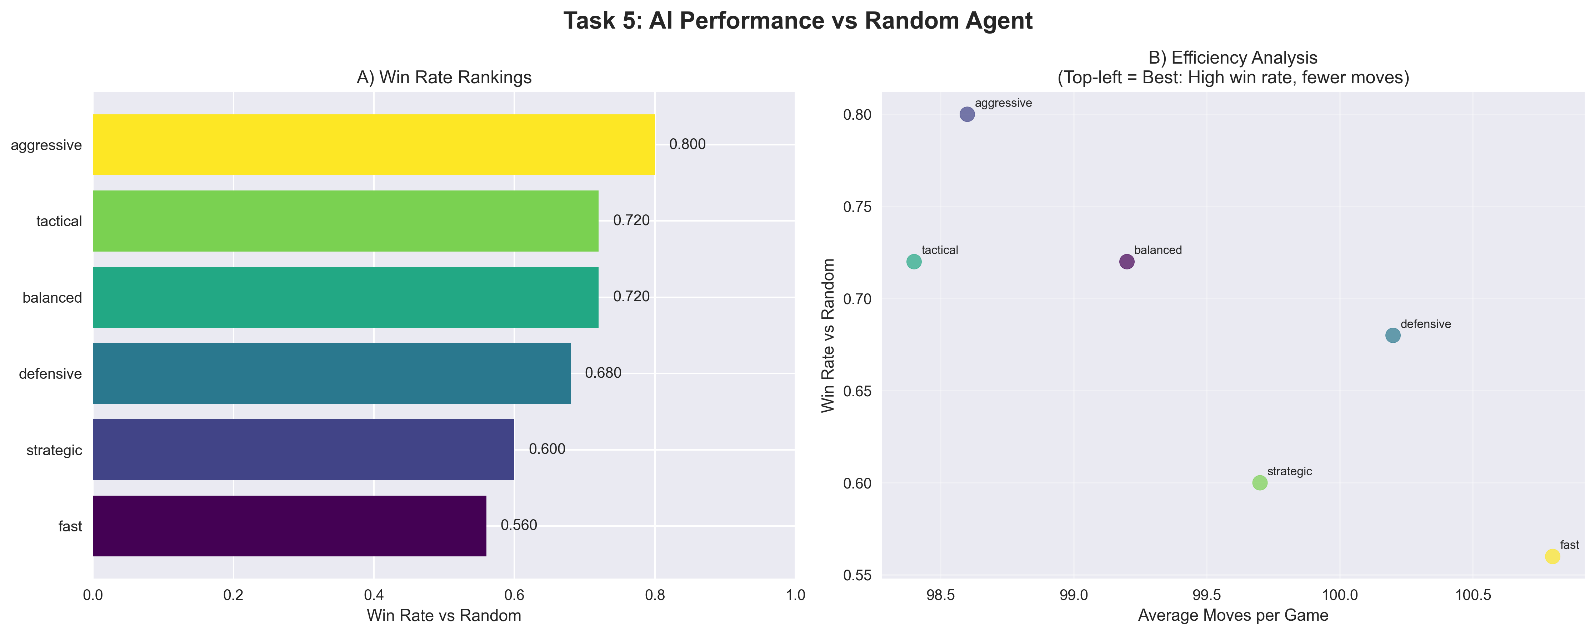 Task 5: AI Performance vs Random Agent
A) Win Rate Rankings
aggressive
0.800
tactical
0.720
balanced
0.720
defensive
0.680
strategic
0.600
fast
0.560
0.0
0.2
0.4
0.6
0.8
1.0
Win Rate vs Random
B) Efficiency Analysis
(Top-left = Best: High win rate, fewer moves)
Win Rate vs Random
0.80
0.75
0.70
0.65
0.60
0.55
aggressive
tactical
balanced
defensive
strategic
fast
98.5
99.0
99.5
100.0
100.5
Average Moves per Game